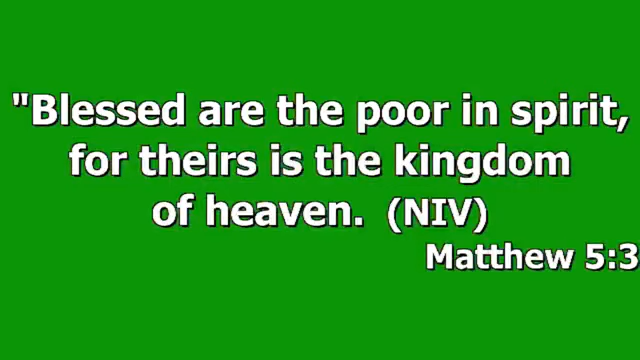 "Blessed are the poor in spirit,
for theirs is the kingdom
of heaven. (NIV)
Matthew 5:3